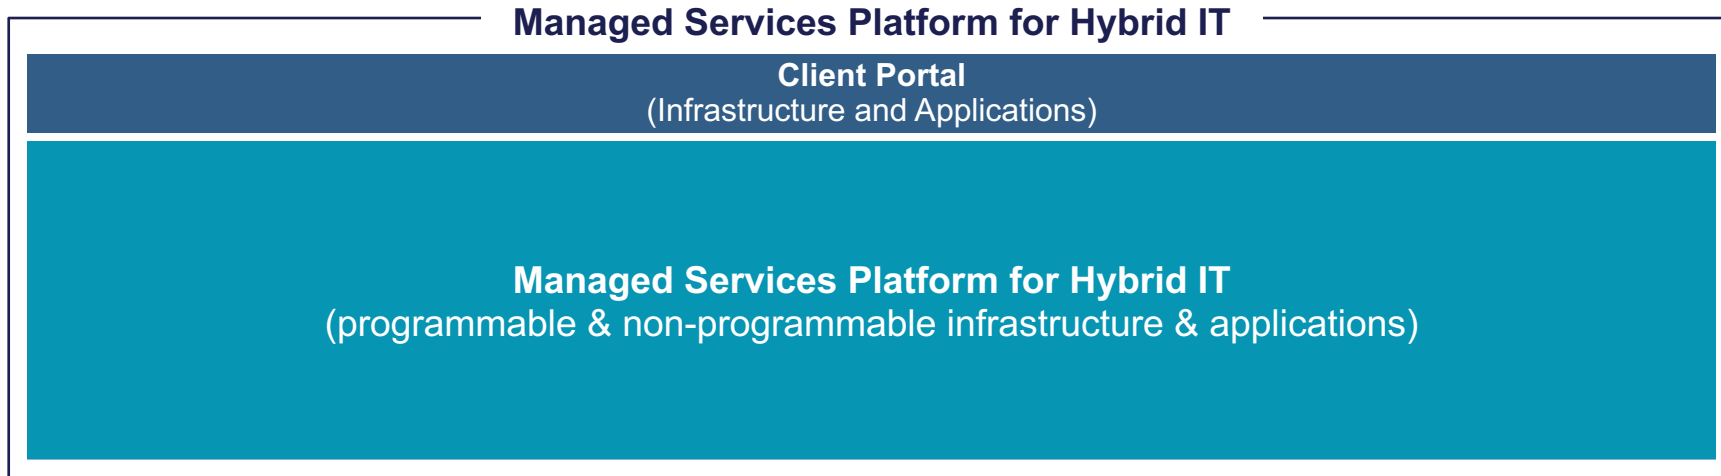 Managed Services Platform for Hybrid IT
Client Portal
(Infrastructure and Applications)
Managed Services Platform for Hybrid IT
(programmable & non-programmable infrastructure & applications)